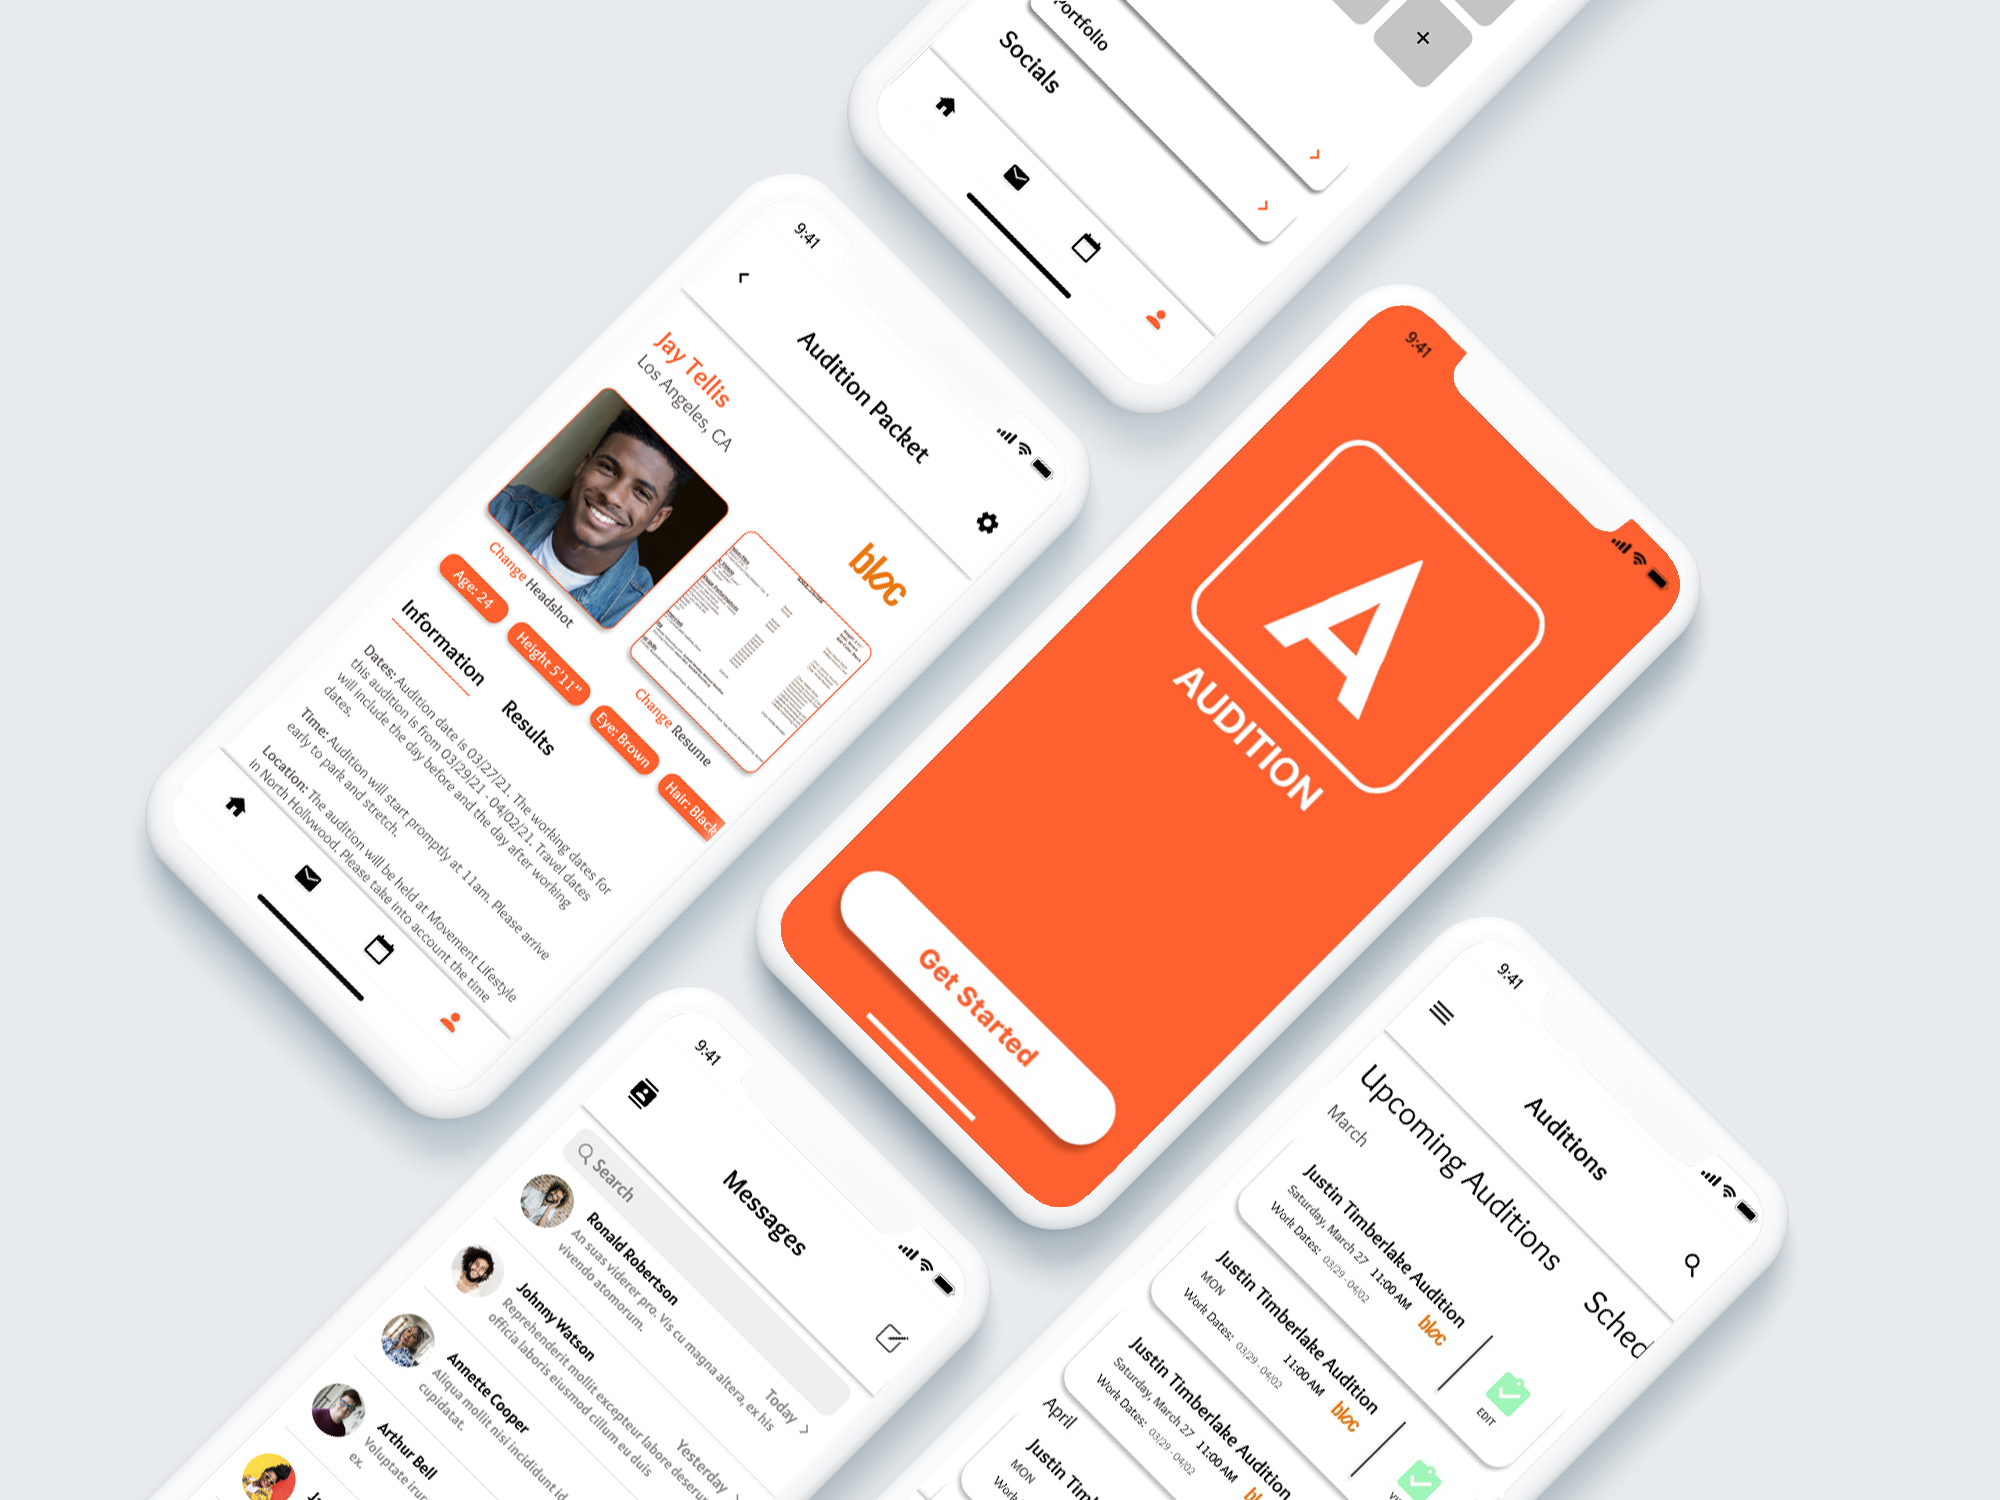 Portfolio
Socials
9:41
Audition Packet
Jay Tellis
Los Angeles, CA
bloc
Change Headshot
Change Resume
Age: 24
Height 5'11"
Eye: Brown
Hair: Black
Information
Results
Dates: Audition date is 03/27/21. The working dates for
this audition is from 03/29/21 - 04/02/21. Travel dates
will include the day before and the day after working
dates.
Time: Audition will start promptly at 11am. Please arrive
early to park and stretch.
Location: The audition will be held at Movement Lifestyle
in North Hollywood. Please take into account the time
9:41
A
AUDITION
Get Started
9:41
Messages
Search
Ronald Robertson
An suas viderer pro. Vis cu magna altera, ex his
vivendo atomorum.
Today
Johnny Watson
Reprehenderit mollit excepteur labore deserun
officia laboris eiusmod cillum eu duis
Yesterday
Annette Cooper
Aliqua mollit nisi incididunt id
cupidatat.
Arthur Bell
Voluptate irur
ex.
9:41
Auditions
Upcoming Auditions
Sched
March
Justin Timberlake Audition
Saturday, March 27 11:00 AM
Work Dates: 03/29 - 04/02
bloc
EDIT
Justin Timberlake Audition
MON 11:00 AM
Work Dates: 03/29 - 04/02
bloc
Justin Timberlake Audition
Saturday, March 27 11:00 AM
Work Dates: 03/29 - 04/02
April
Justin Tim
MON
Work